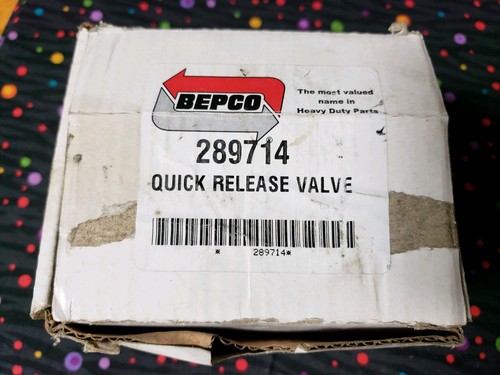 BEPCO
The most valued
name in
Heavy Duty Parts
289714
QUICK RELEASE VALVE
* 289714*